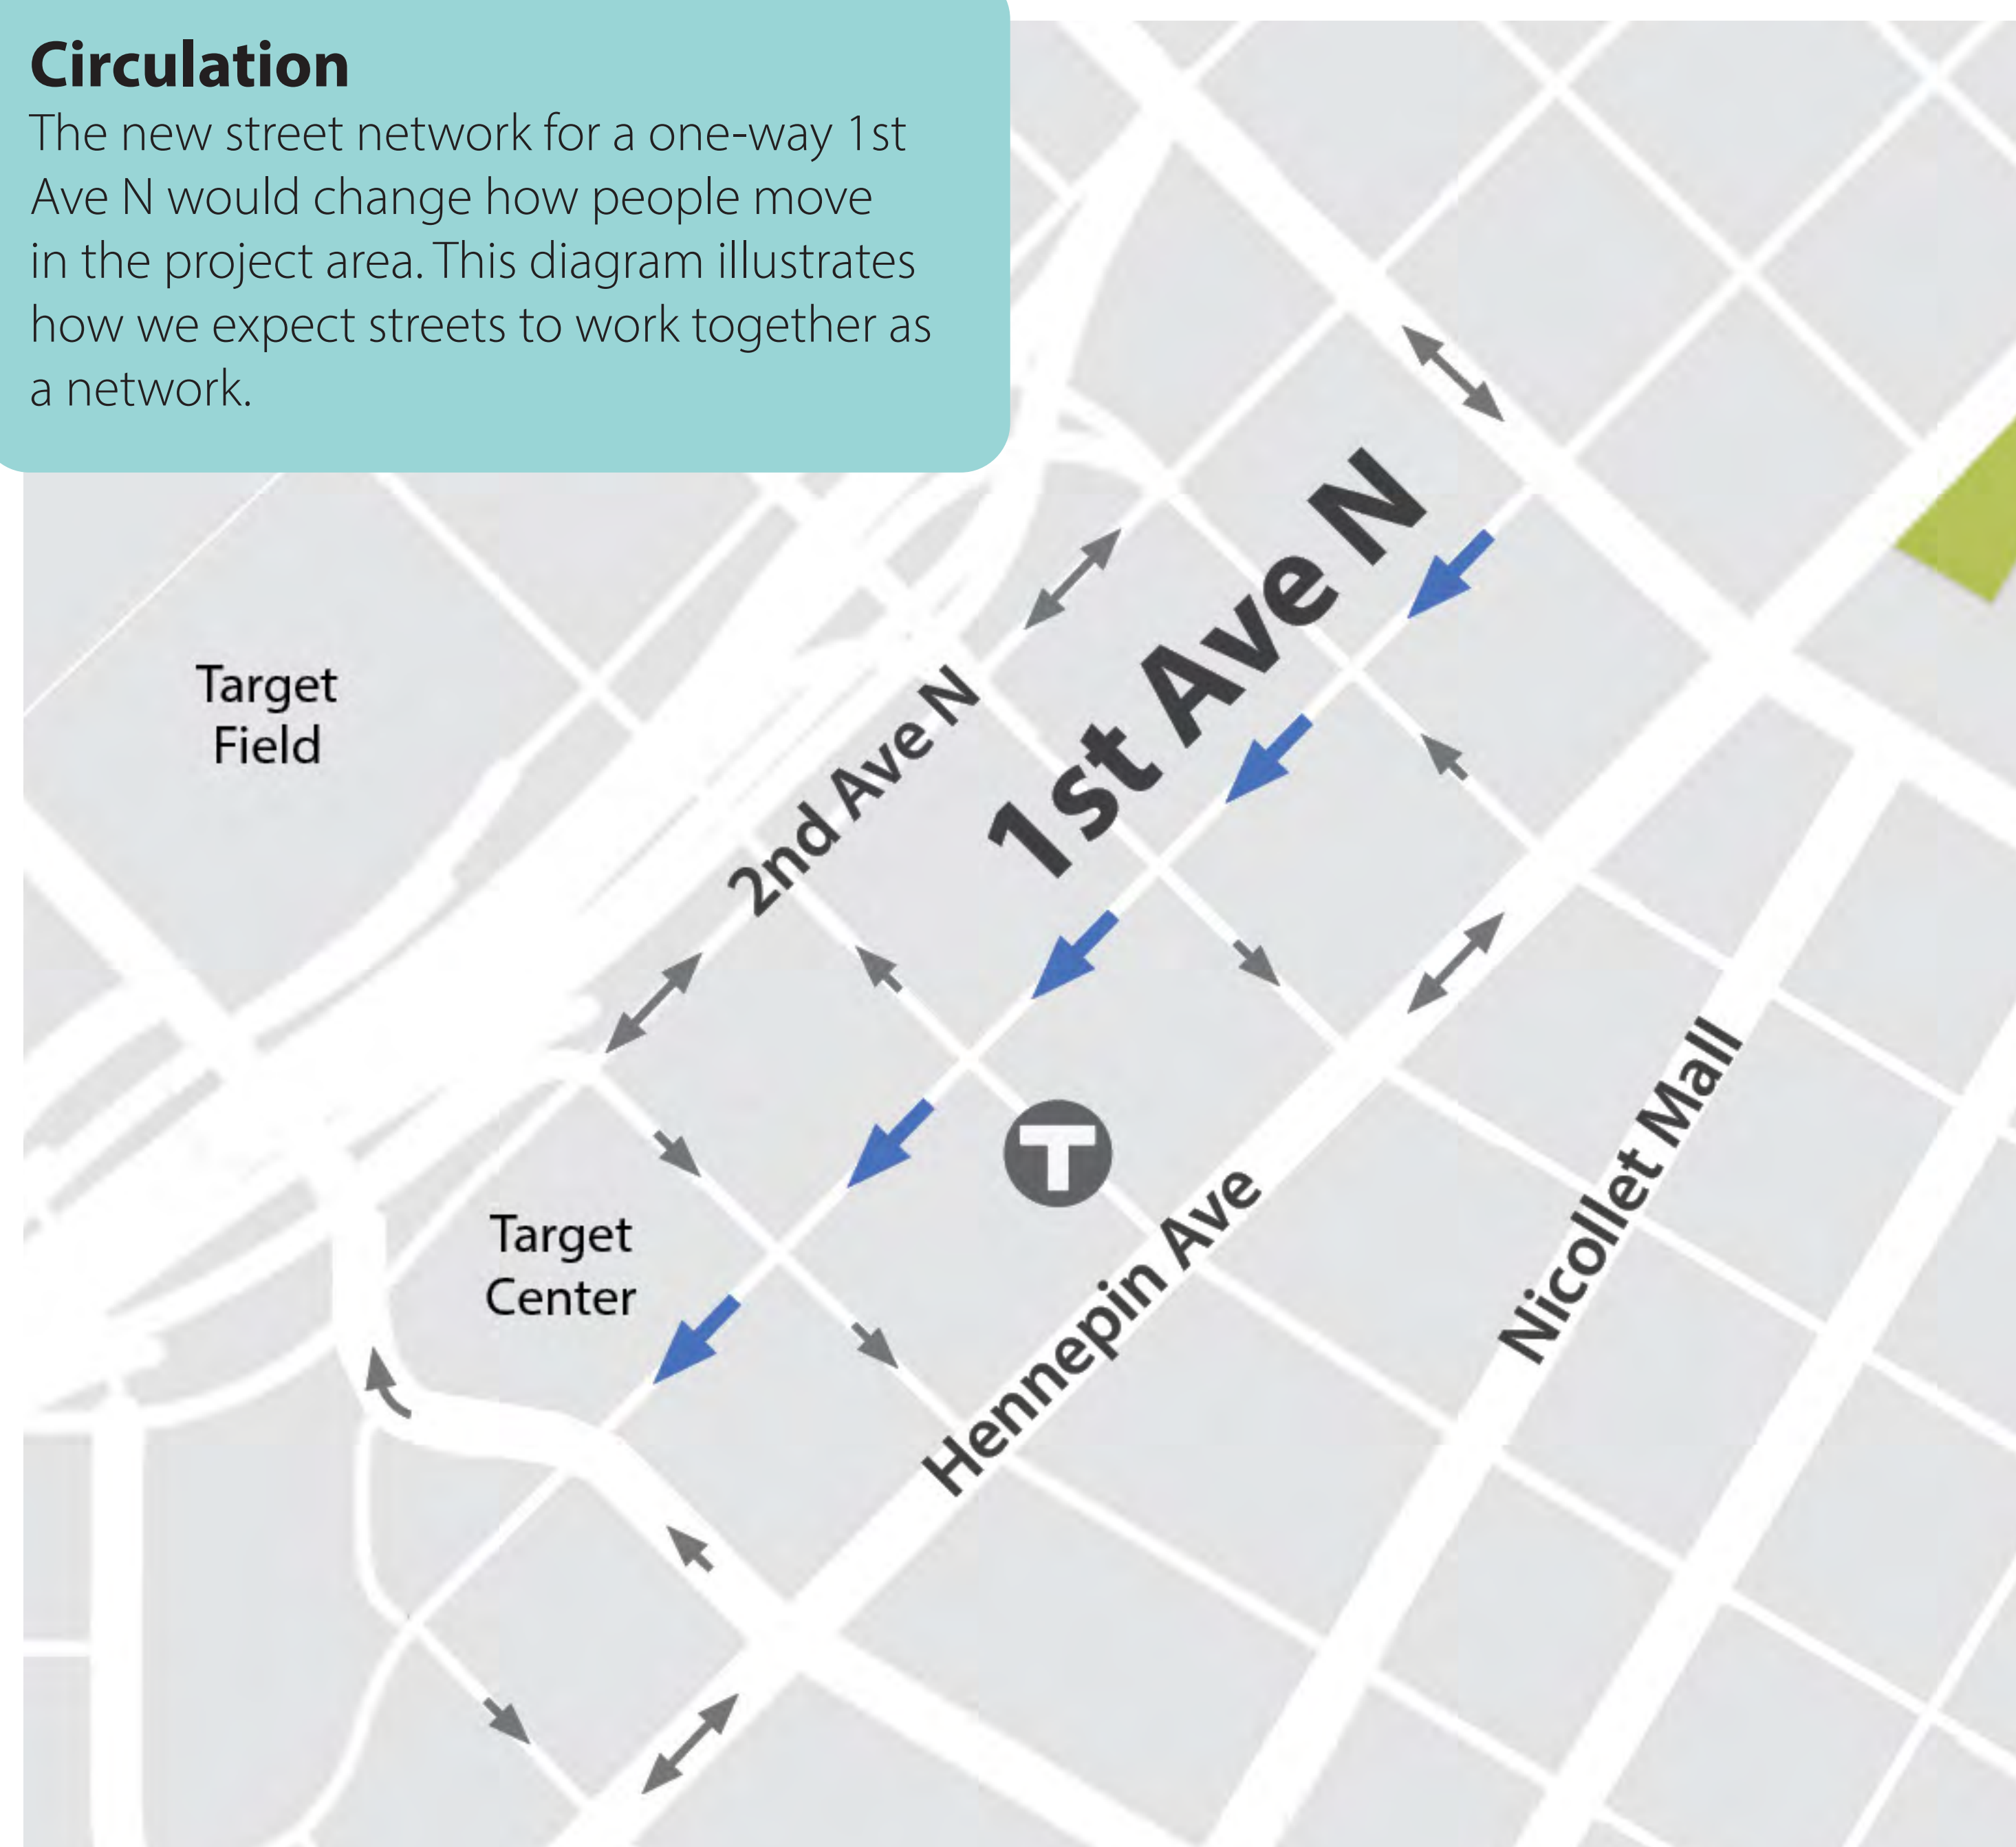 Circulation
The new street network for a one-way 1st
Ave N would change how people move
in the project area. This diagram illustrates
how we expect streets to work together as
a network.
1st Ave N
Target
Field
2nd Ave N
T
Nicollet Mall
Target
Center
Hennepin Ave